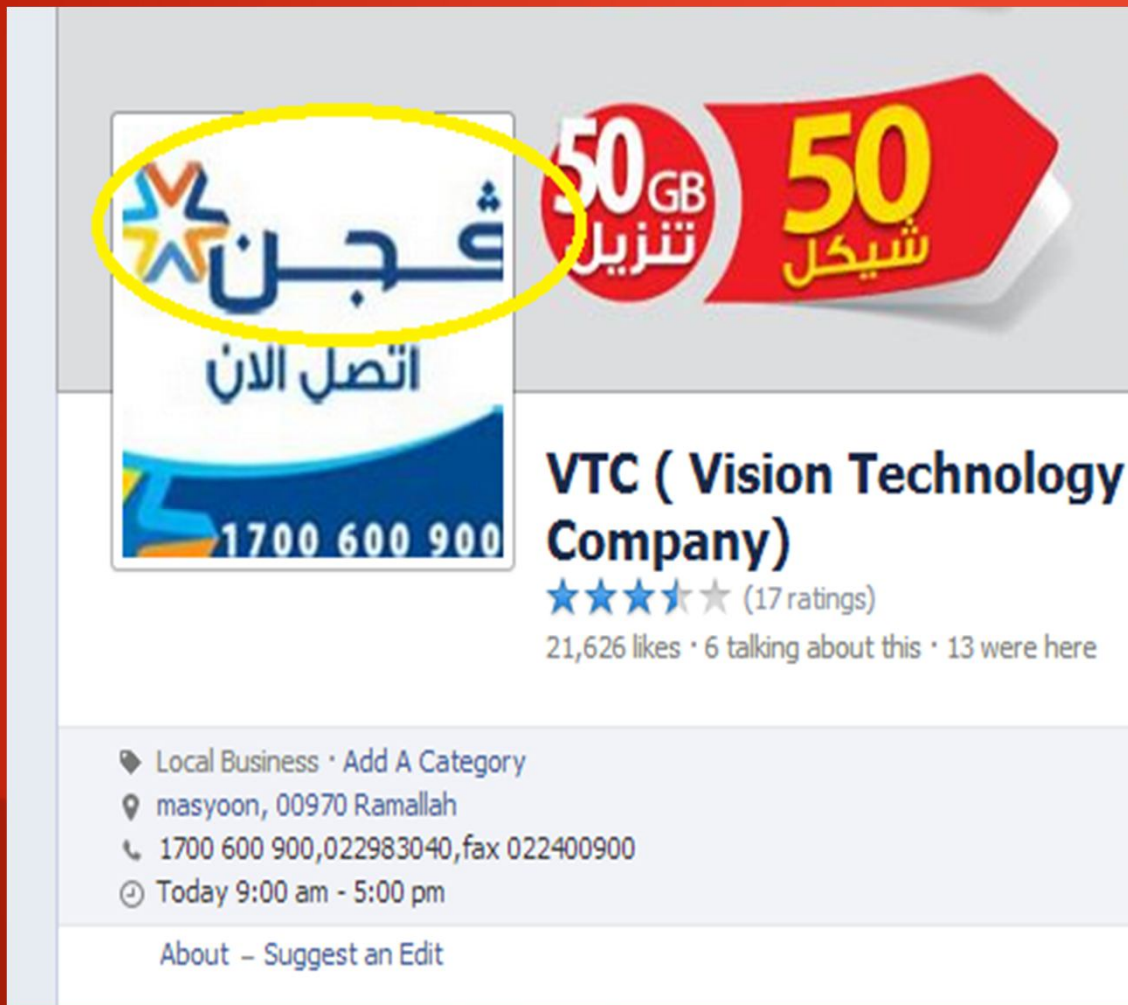 ڤجن
اتصل الان
1700 600 900
50 GB
تنزيل
50
شيكل
VTC ( Vision Technology
Company)
(17 ratings)
21,626 likes · 6 talking about this · 13 were here
Local Business · Add A Category
masyoon, 00970 Ramallah
1700 600 900,022983040,fax 022400900
Today 9:00 am - 5:00 pm
About – Suggest an Edit